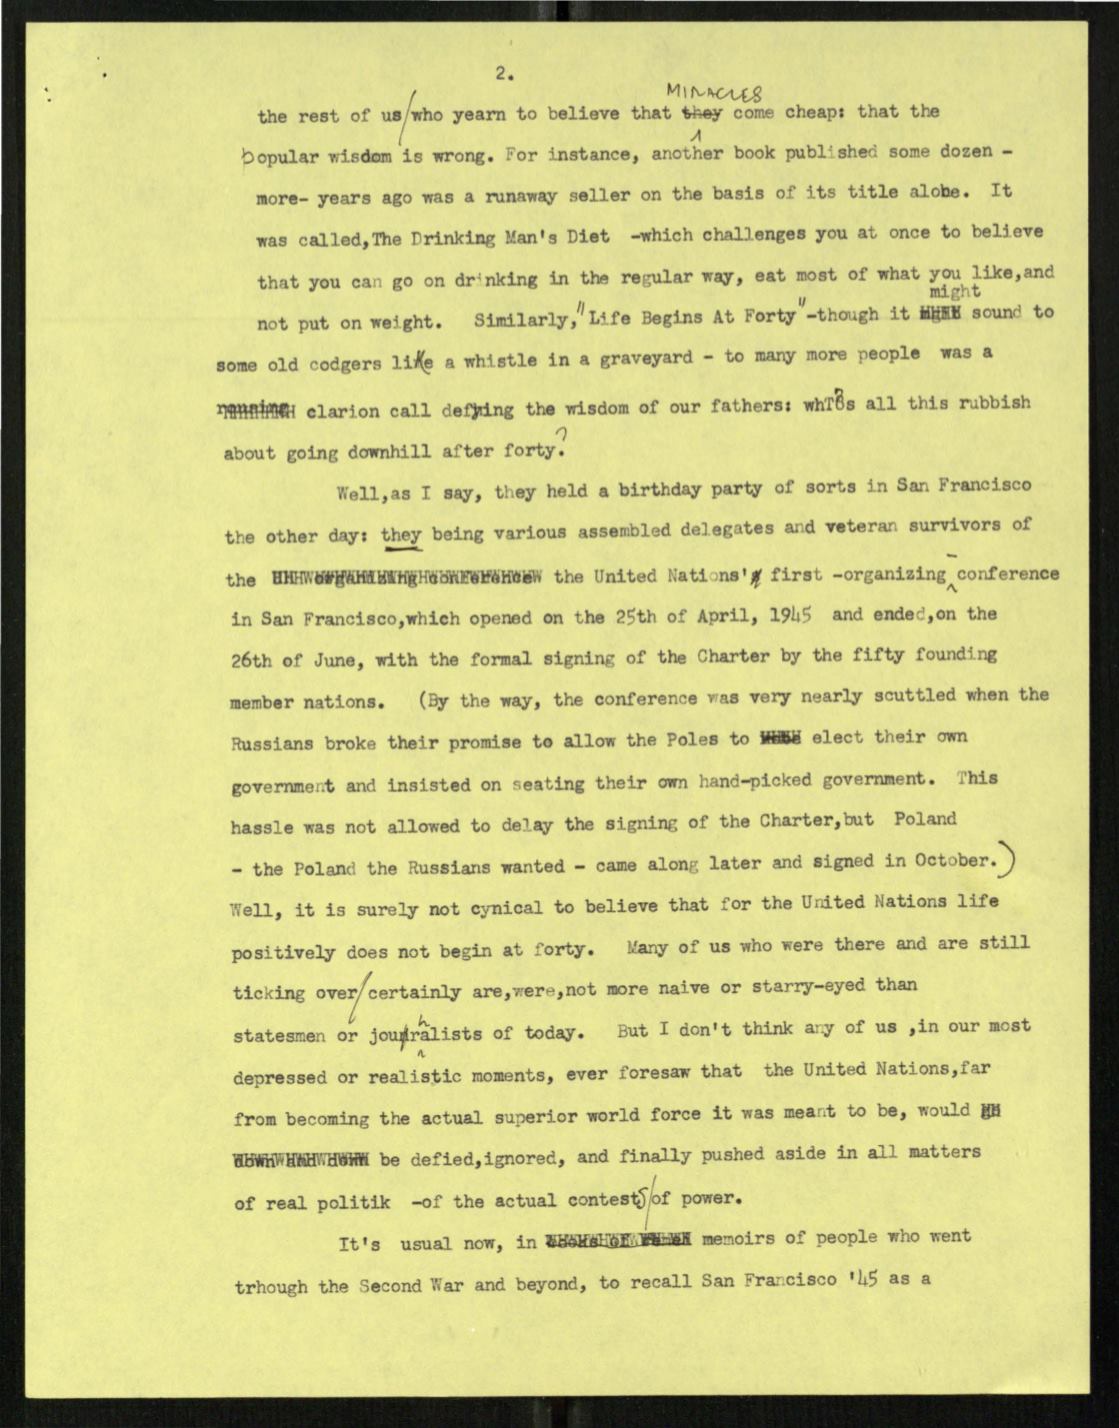 2.
MIRACLES
the rest of us/who yearn to believe that they come cheap: that the
popular wisdom is wrong. For instance, another book published some dozen -
more- years ago was a runaway seller on the basis of its title alobe. It
was called,The Drinking Man's Diet -which challenges you at once to believe
that you can go on drinking in the regular way, eat most of what you like,and
might
not put on weight. Similarly,"Life Begins At Forty"-though it sound to
some old codgers like a whistle in a graveyard - to many more people was a
clarion call defying the wisdom of our fathers: whT?s all this rubbish
about going downhill after forty?
Well,as I say, they held a birthday party of sorts in San Francisco
the other day: they being various assembled delegates and veteran survivors of
the organizing conference the United Nations' first -organizing-conference
in San Francisco,which opened on the 25th of April, 1945 and ended,on the
26th of June, with the formal signing of the Charter by the fifty founding
member nations. (By the way, the conference was very nearly scuttled when the
Russians broke their promise to allow the Poles to elect their own
government and insisted on seating their own hand-picked government. This
hassle was not allowed to delay the signing of the Charter,but Poland
- the Poland the Russians wanted - came along later and signed in October.)
Well, it is surely not cynical to believe that for the United Nations life
positively does not begin at forty. Many of us who were there and are still
ticking over/certainly are,were,not more naive or starry-eyed than
statesmen or journalists of today. But I don't think any of us ,in our most
depressed or realistic moments, ever foresaw that the United Nations,far
from becoming the actual superior world force it was meant to be, would
down and down be defied,ignored, and finally pushed aside in all matters
of real politik -of the actual contests/of power.
It's usual now, in memoirs of people who went
trhough the Second War and beyond, to recall San Francisco '45 as a